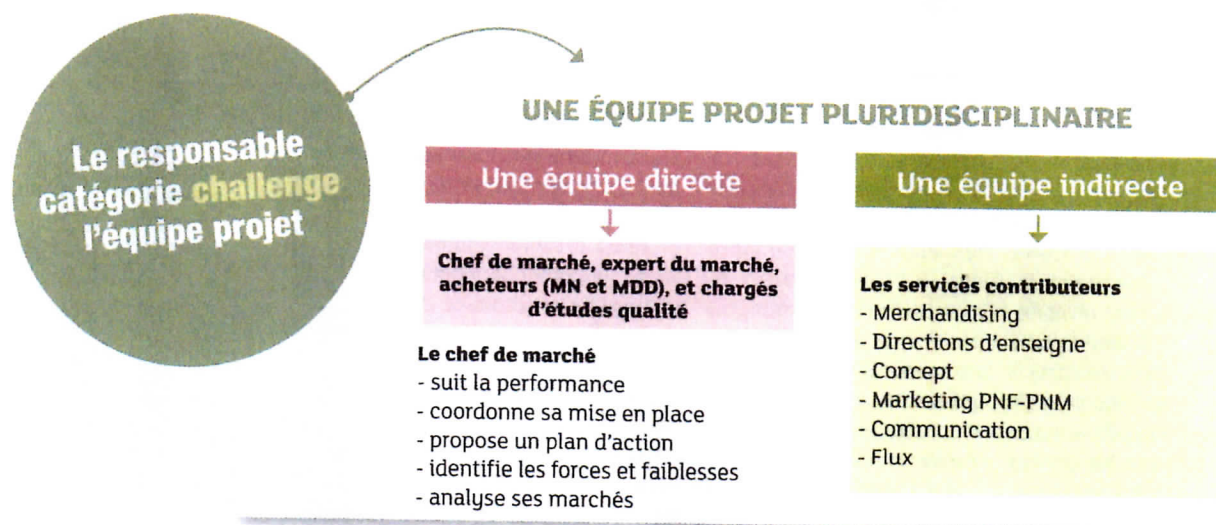 Le responsable
catégorie challenge
l'équipe projet
UNE ÉQUIPE PROJET PLURIDISCIPLINAIRE
Une équipe directe
Chef de marché, expert du marché,
acheteurs (MN et MDD), et chargés
d'études qualité
Le chef de marché
- suit la performance
- coordonne sa mise en place
- propose un plan d'action
- identifie les forces et faiblesses
- analyse ses marchés
Une équipe indirecte
Les services contributeurs
- Merchandising
- Directions d'enseigne
- Concept
- Marketing PNF-PNM
- Communication
- Flux